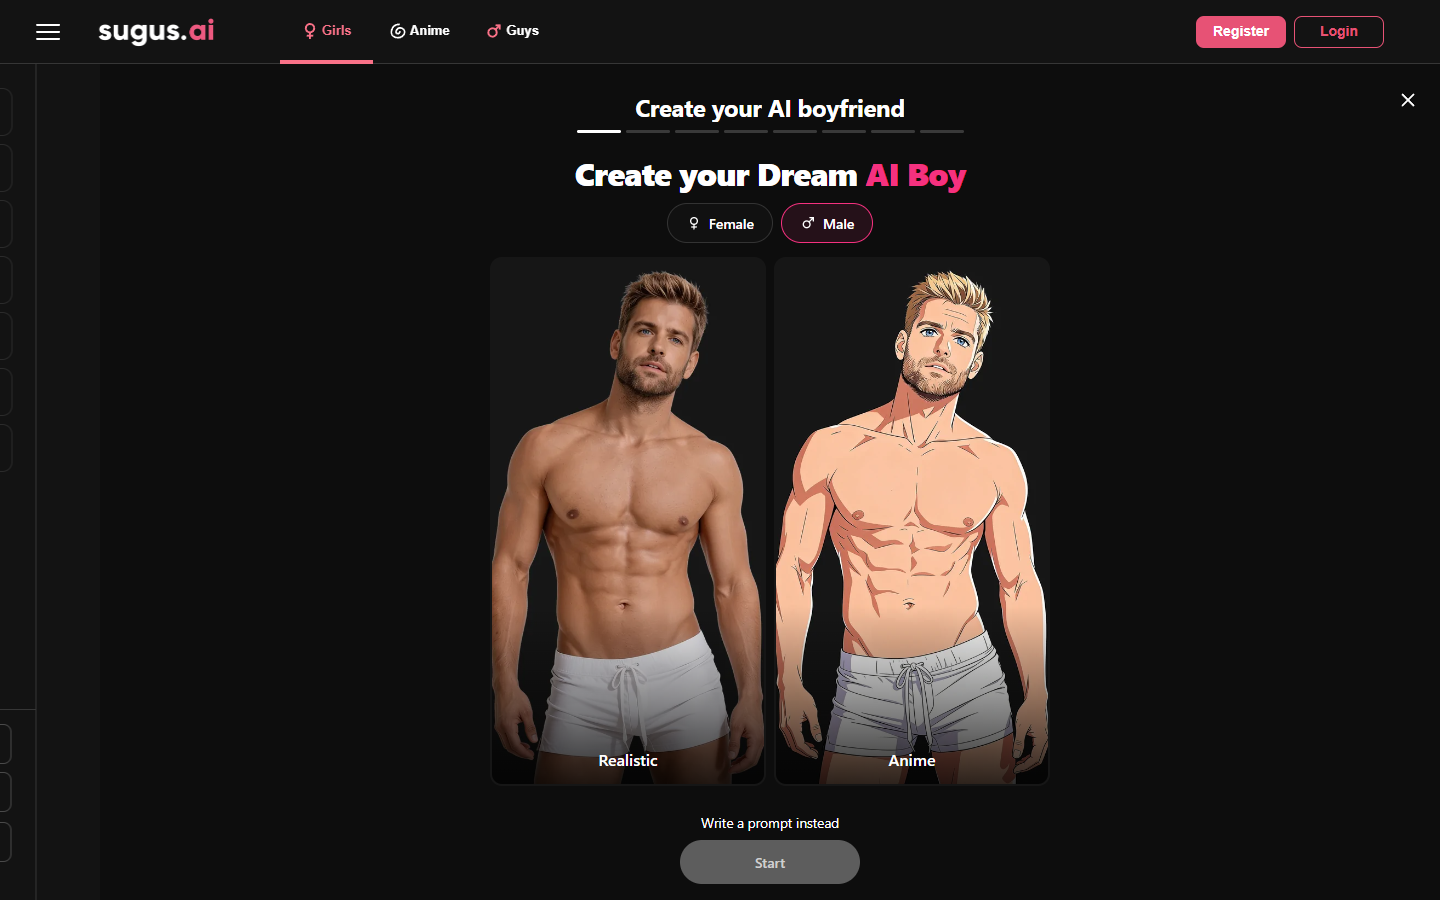 sugus.ai
Girls
Anime
Guys
Register
Login
Create your AI boyfriend
Create your Dream AI Boy
Female
Male
Realistic
Anime
Write a prompt instead
Start